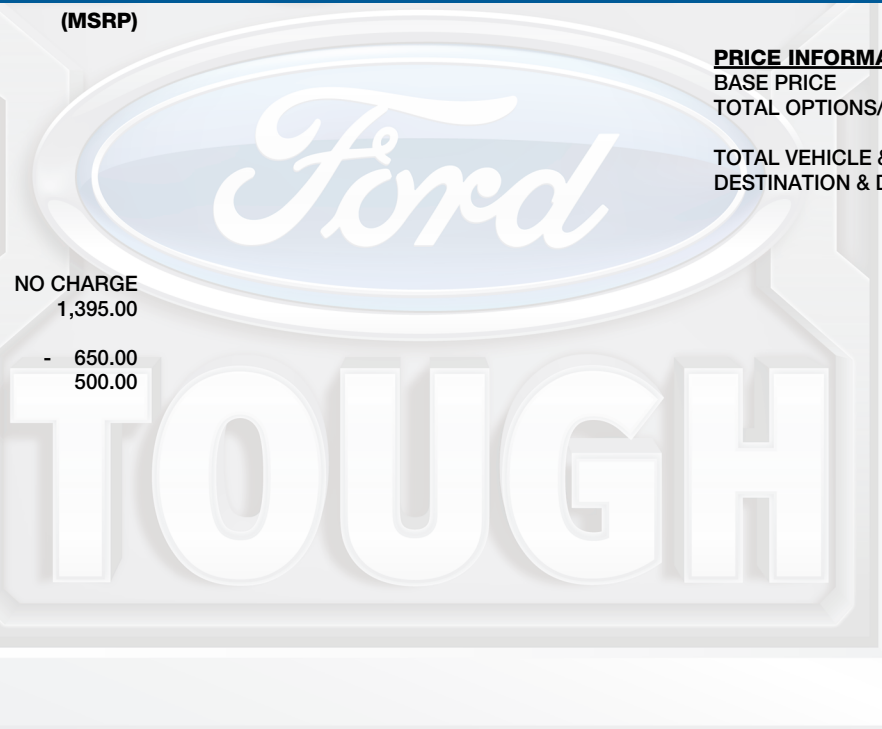 (MSRP)
NO CHARGE
1,395.00
- 650.00
500.00
PRICE INFORMA
BASE PRICE
TOTAL OPTIONS/
TOTAL VEHICLE &
DESTINATION & D
Ford
TOUGH